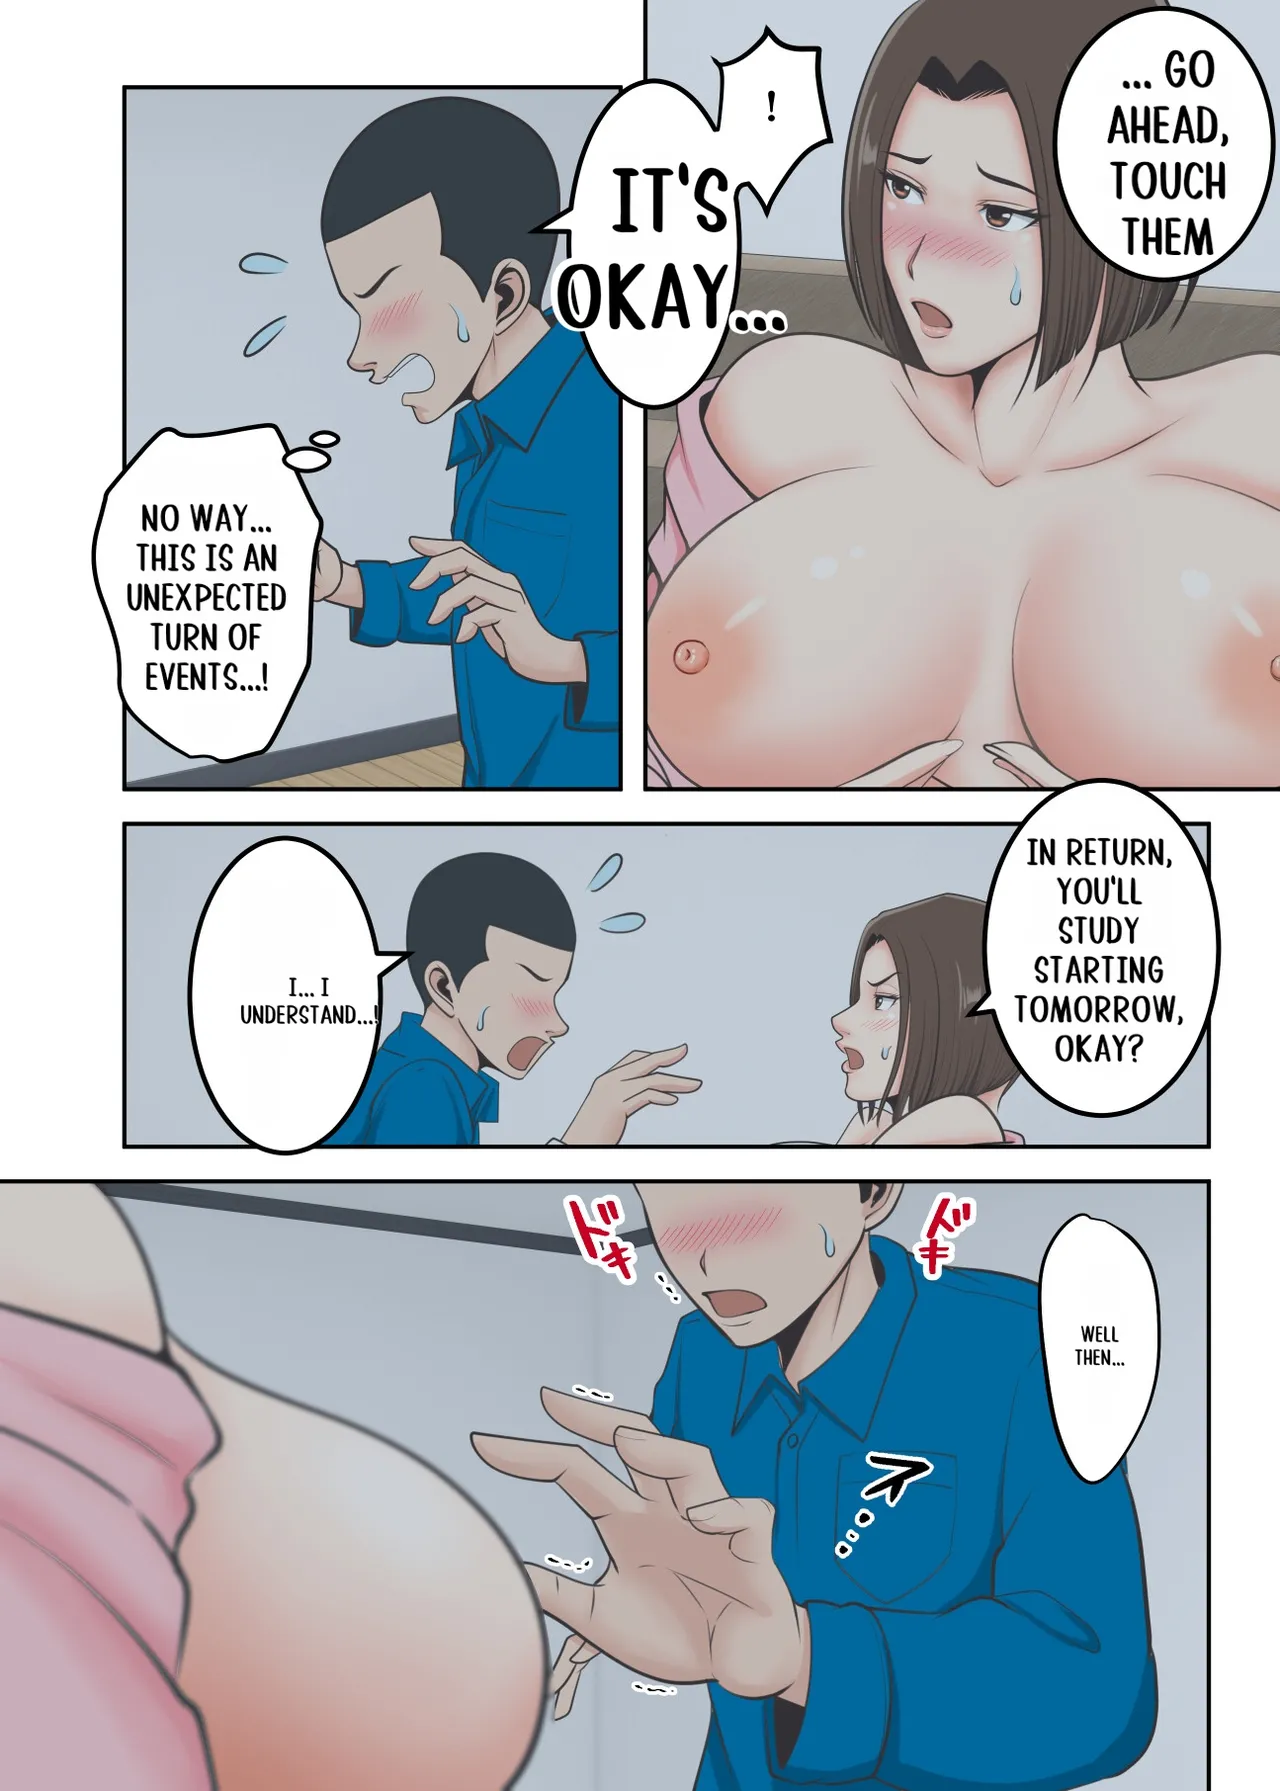 ... GO
AHEAD,
TOUCH
THEM
!
IT'S
OKAY...
NO WAY...
THIS IS AN
UNEXPECTED
TURN OF
EVENTS...!
IN RETURN,
YOU'LL
STUDY
STARTING
TOMORROW,
OKAY?
I... I
UNDERSTAND...!
ドキ
ドキ
WELL
THEN...